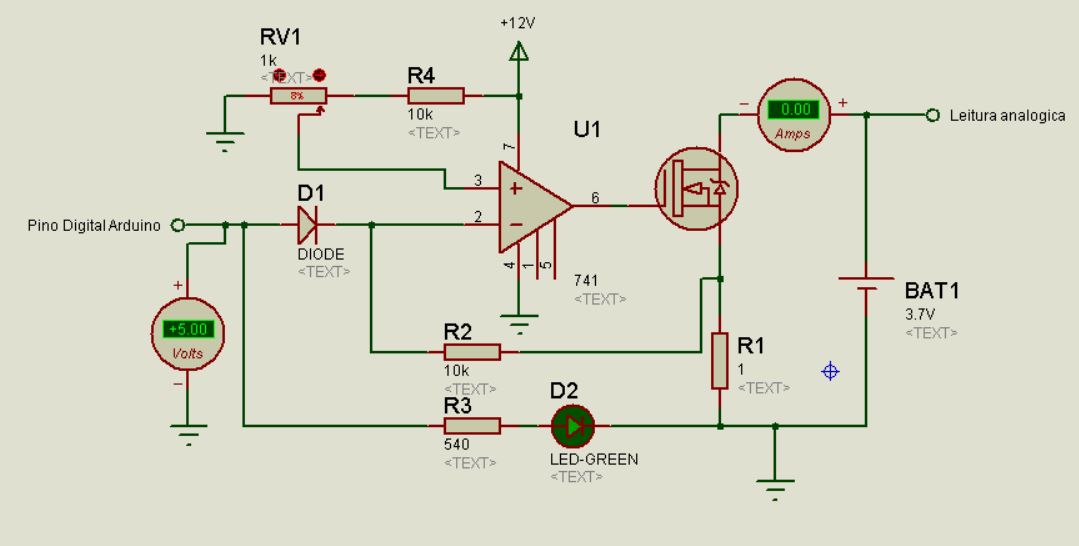 +12V
RV1
1k
<TEXT>
8%
R4
10k
<TEXT>
0.00
Amps
Leitura analogica
U1
7
3
2
6
4
1
5
741
<TEXT>
D1
DIODE
<TEXT>
Pino Digital Arduino
+5.00
Volts
R2
10k
<TEXT>
R3
540
<TEXT>
D2
LED-GREEN
<TEXT>
R1
1
<TEXT>
BAT1
3.7V
<TEXT>